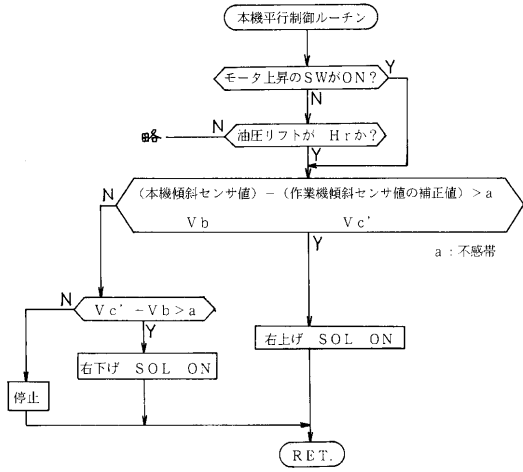 本機平行制御ルーチン
モータ上昇のSWがON?
Y
N
略
N
油圧リフトが Hrか?
Y
N
(本機傾斜センサ値)-(作業機傾斜センサ値の補正値)>a
Vb Vc'
Y
a:不感帯
N
Vc'-Vb>a
Y
右上げ SOL ON
右下げ SOL ON
停止
RET.